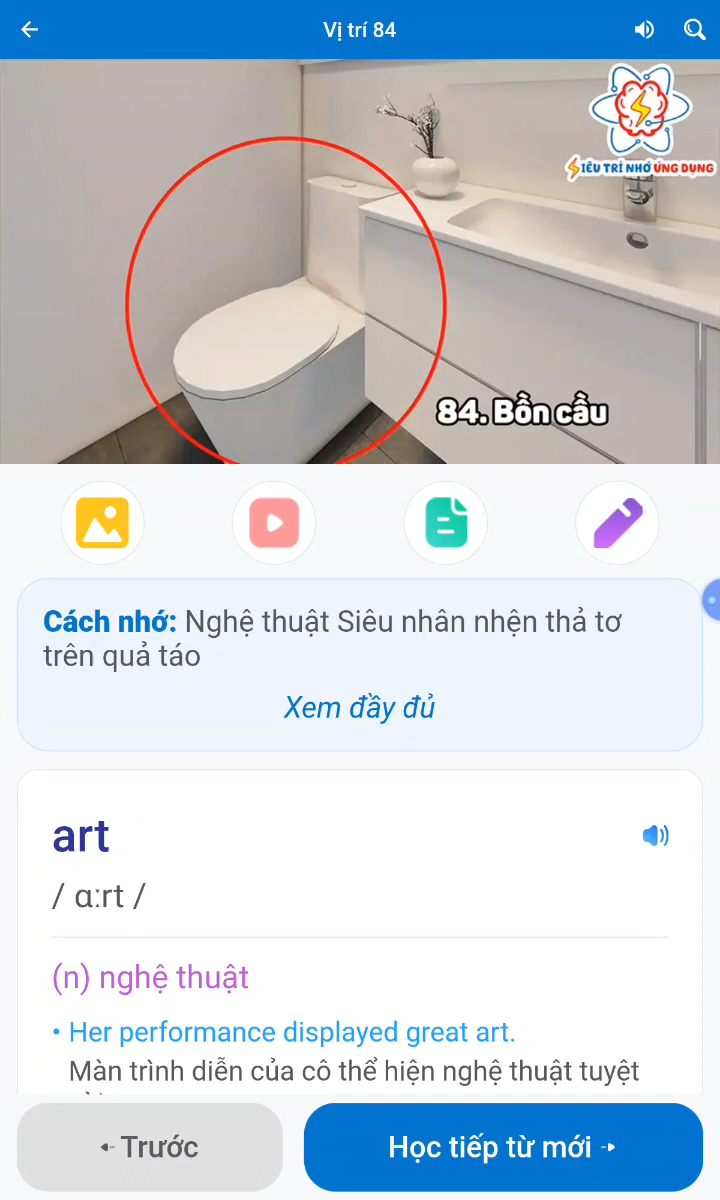 Vị trí 84
SIÊU TRÍ NHỚ ỨNG DỤNG
84. Bồn cầu
Cách nhớ: Nghệ thuật Siêu nhân nhện thả tơ
trên quả táo
Xem đầy đủ
art
/ ɑːrt /
(n) nghệ thuật
• Her performance displayed great art.
Màn trình diễn của cô thể hiện nghệ thuật tuyệt
Trước
Học tiếp từ mới